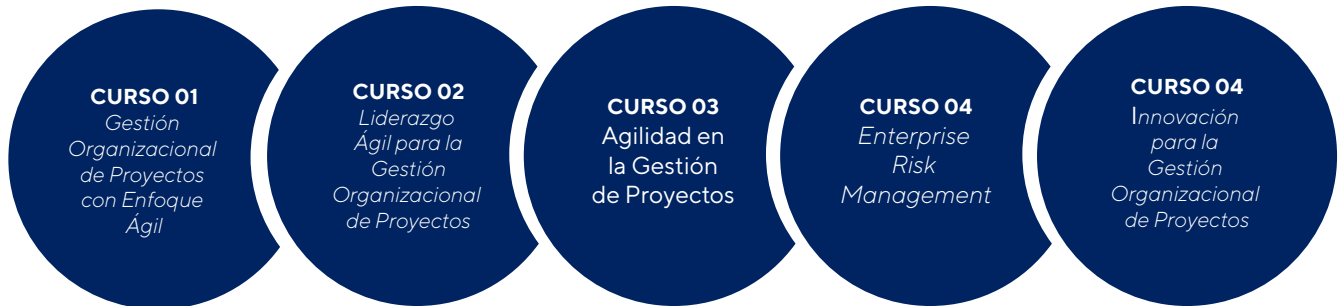 CURSO 01
Gestión
Organizacional
de Proyectos
con Enfoque
Ágil
CURSO 02
Liderazgo
Ágil para la
Gestión
Organizacional
de Proyectos
CURSO 03
Agilidad en
la Gestión
de Proyectos
CURSO 04
Enterprise
Risk
Management
CURSO 04
Innovación
para la
Gestión
Organizacional
de Proyectos